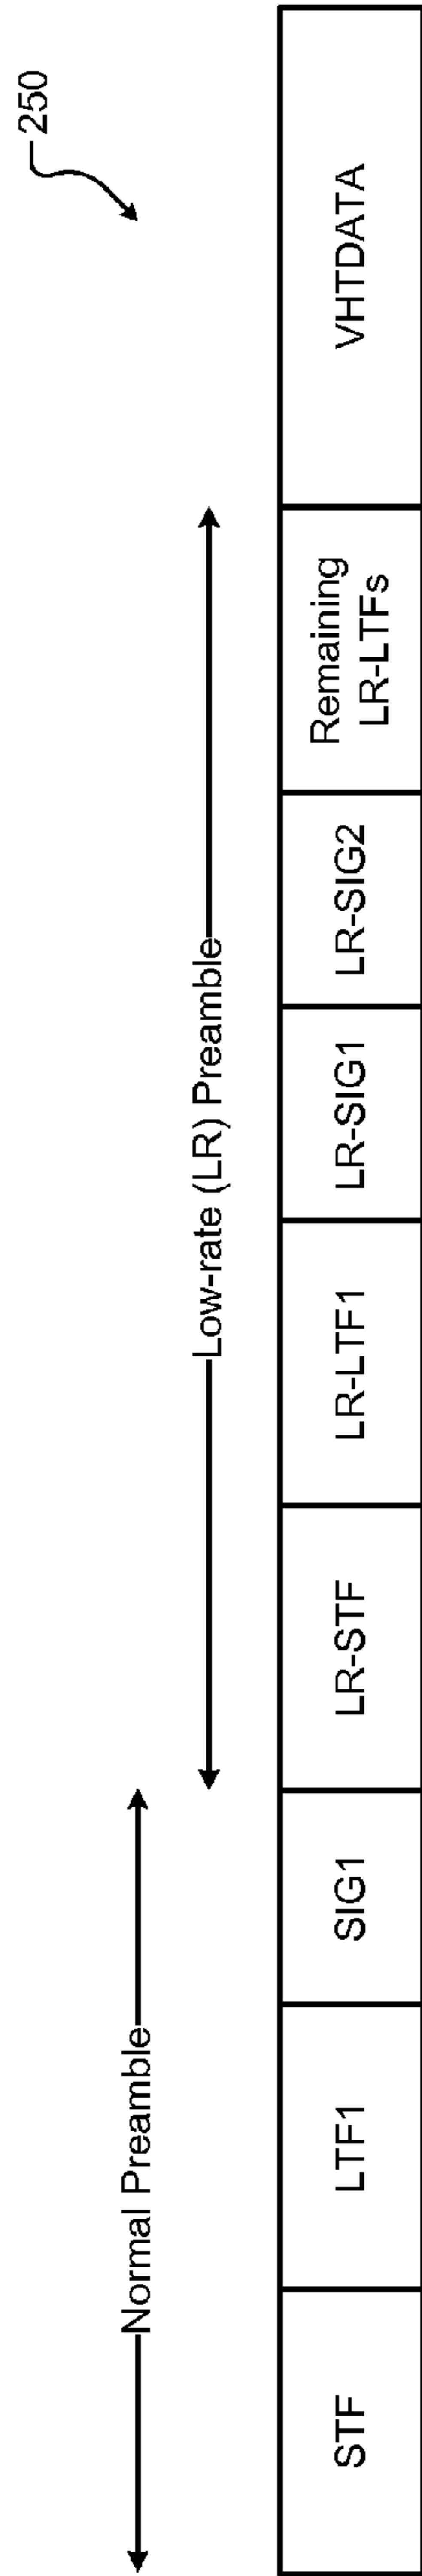 250
Normal Preamble
Low-rate (LR) Preamble
STF
LTF1
SIG1
LR-STF
LR-LTF1
LR-SIG1
LR-SIG2
Remaining
LR-LTFs
VHTDATA